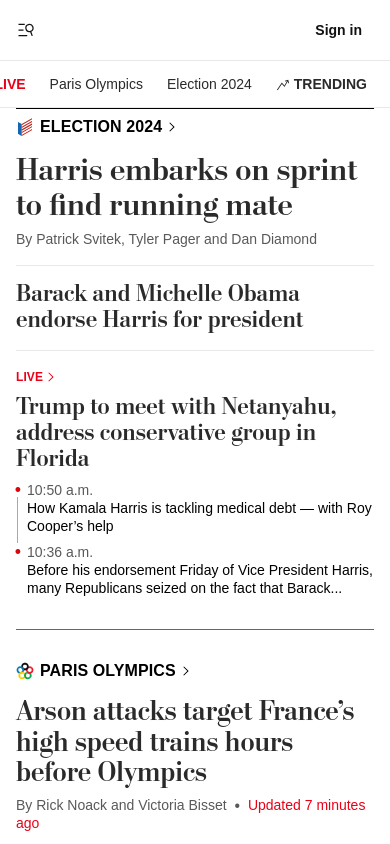 Sign in
LIVE
Paris Olympics
Election 2024
TRENDING
ELECTION 2024
Harris embarks on sprint
to find running mate
By Patrick Svitek, Tyler Pager and Dan Diamond
Barack and Michelle Obama
endorse Harris for president
LIVE
Trump to meet with Netanyahu,
address conservative group in
Florida
10:50 a.m.
How Kamala Harris is tackling medical debt — with Roy
Cooper’s help
10:36 a.m.
Before his endorsement Friday of Vice President Harris,
many Republicans seized on the fact that Barack...
PARIS OLYMPICS
Arson attacks target France’s
high speed trains hours
before Olympics
By Rick Noack and Victoria Bisset • Updated 7 minutes
ago